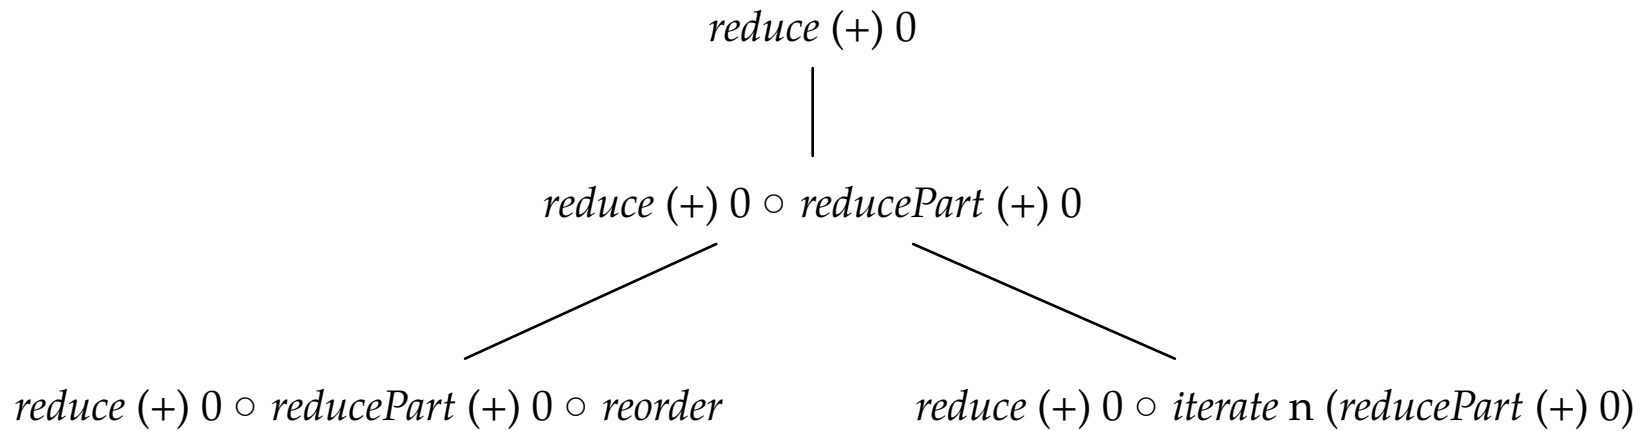 reduce (+) 0
reduce (+) 0 ∘ reducePart (+) 0
reduce (+) 0 ∘ reducePart (+) 0 ∘ reorder
reduce (+) 0 ∘ iterate n (reducePart (+) 0)